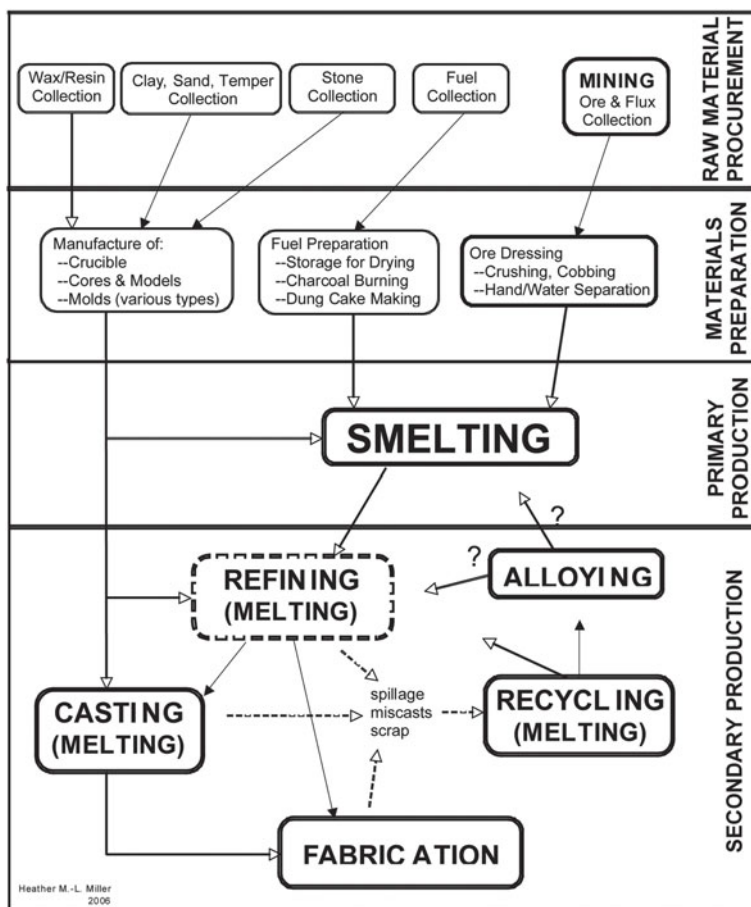 Wax/Resin
Collection
Clay, Sand, Temper
Collection
Stone
Collection
Fuel
Collection
MINING
Ore & Flux
Collection
RAW MATERIAL
PROCUREMENT
Manufacture of:
--Crucible
--Cores & Models
--Molds (various types)
Fuel Preparation
--Storage for Drying
--Charcoal Burning
--Dung Cake Making
Ore Dressing
--Crushing, Cobbing
--Hand/Water Separation
MATERIALS
PREPARATION
SMELTING
PRIMARY
PRODUCTION
?
?
REFINING
(MELTING)
ALLOYING
CASTING
(MELTING)
spillage
miscasts
scrap
RECYCLING
(MELTING)
FABRICATION
SECONDARY PRODUCTION
Heather M.-L. Miller
2006